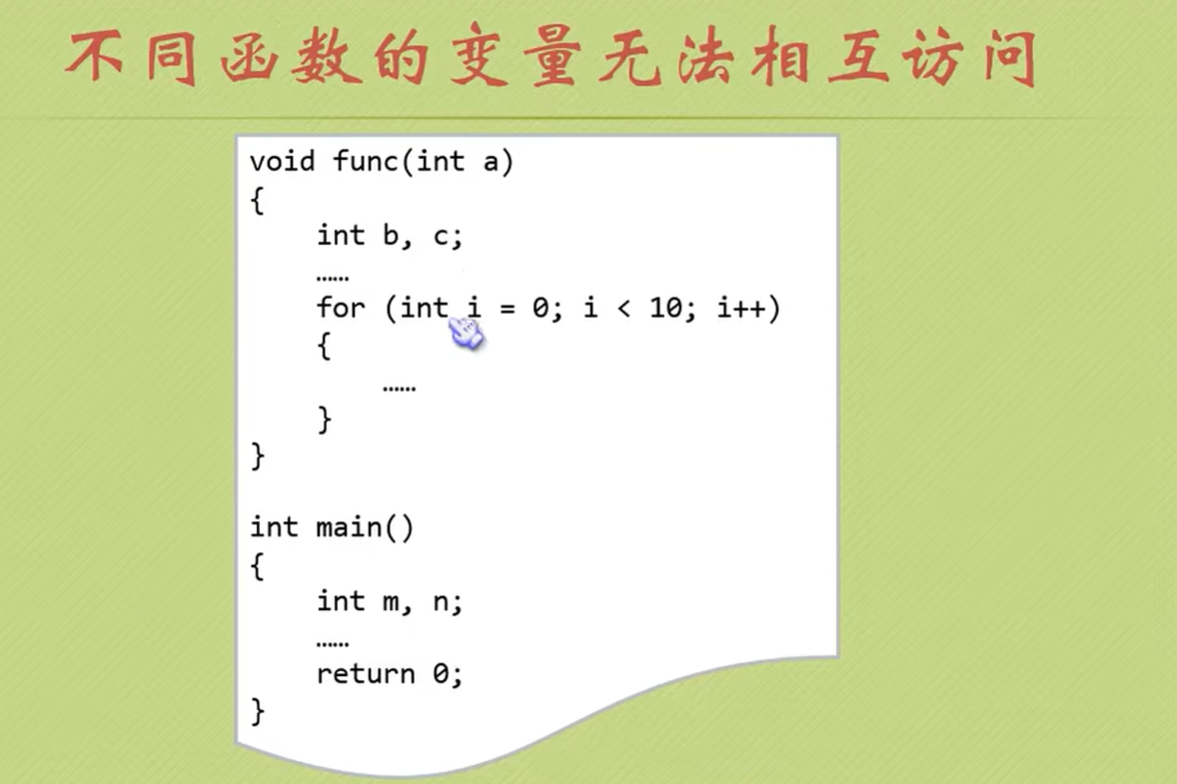 不同函数的变量无法相互访问
void func(int a)
{
    int b, c;
    ……
    for (int i = 0; i < 10; i++)
    {
        ……
    }
}

int main()
{
    int m, n;
    ……
    return 0;
}